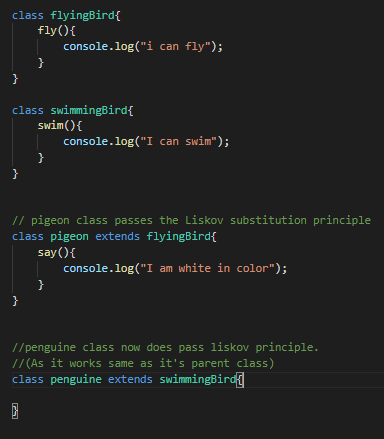 class flyingBird{
fly(){
console.log("i can fly");
}
}
class swimmingBird{
swim(){
console.log("I can swim");
}
}
// pigeon class passes the Liskov substitution principle
class pigeon extends flyingBird{
say(){
console.log("I am white in color");
}
}
//penguine class now does pass liskov principle.
//(As it works same as it's parent class)
class penguine extends swimmingBird{
}